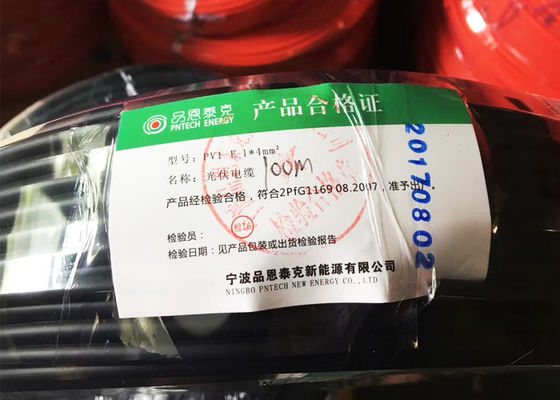 品恩泰克
PNTECH ENERGY
产品合格证
型号: PV1-F 1*4mm²
名称: 光伏电缆 100m
产品经检验合格，符合2PfG1169 08.2007，准予出厂。
检验员:
检验日期: 见产品包装或出货检验报告
宁波品恩泰克新能源有限公司
NINGBO PNTECH NEW ENERGY CO.,LTD
20170802